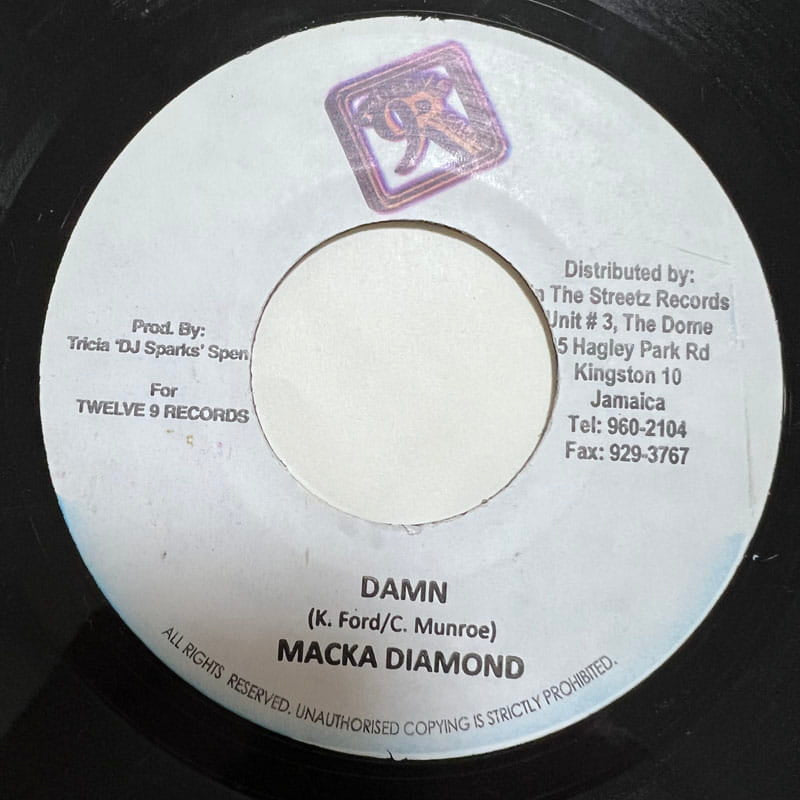 9R
Prod. By:
Tricia 'DJ Sparks' Spen
For
TWELVE 9 RECORDS
Distributed by:
n The Streetz Records
Unit # 3, The Dome
5 Hagley Park Rd
Kingston 10
Jamaica
Tel: 960-2104
Fax: 929-3767
DAMN
(K. Ford/C. Munroe)
MACKA DIAMOND
ALL RIGHTS RESERVED. UNAUTHORISED COPYING IS STRICTLY PROHIBITED.